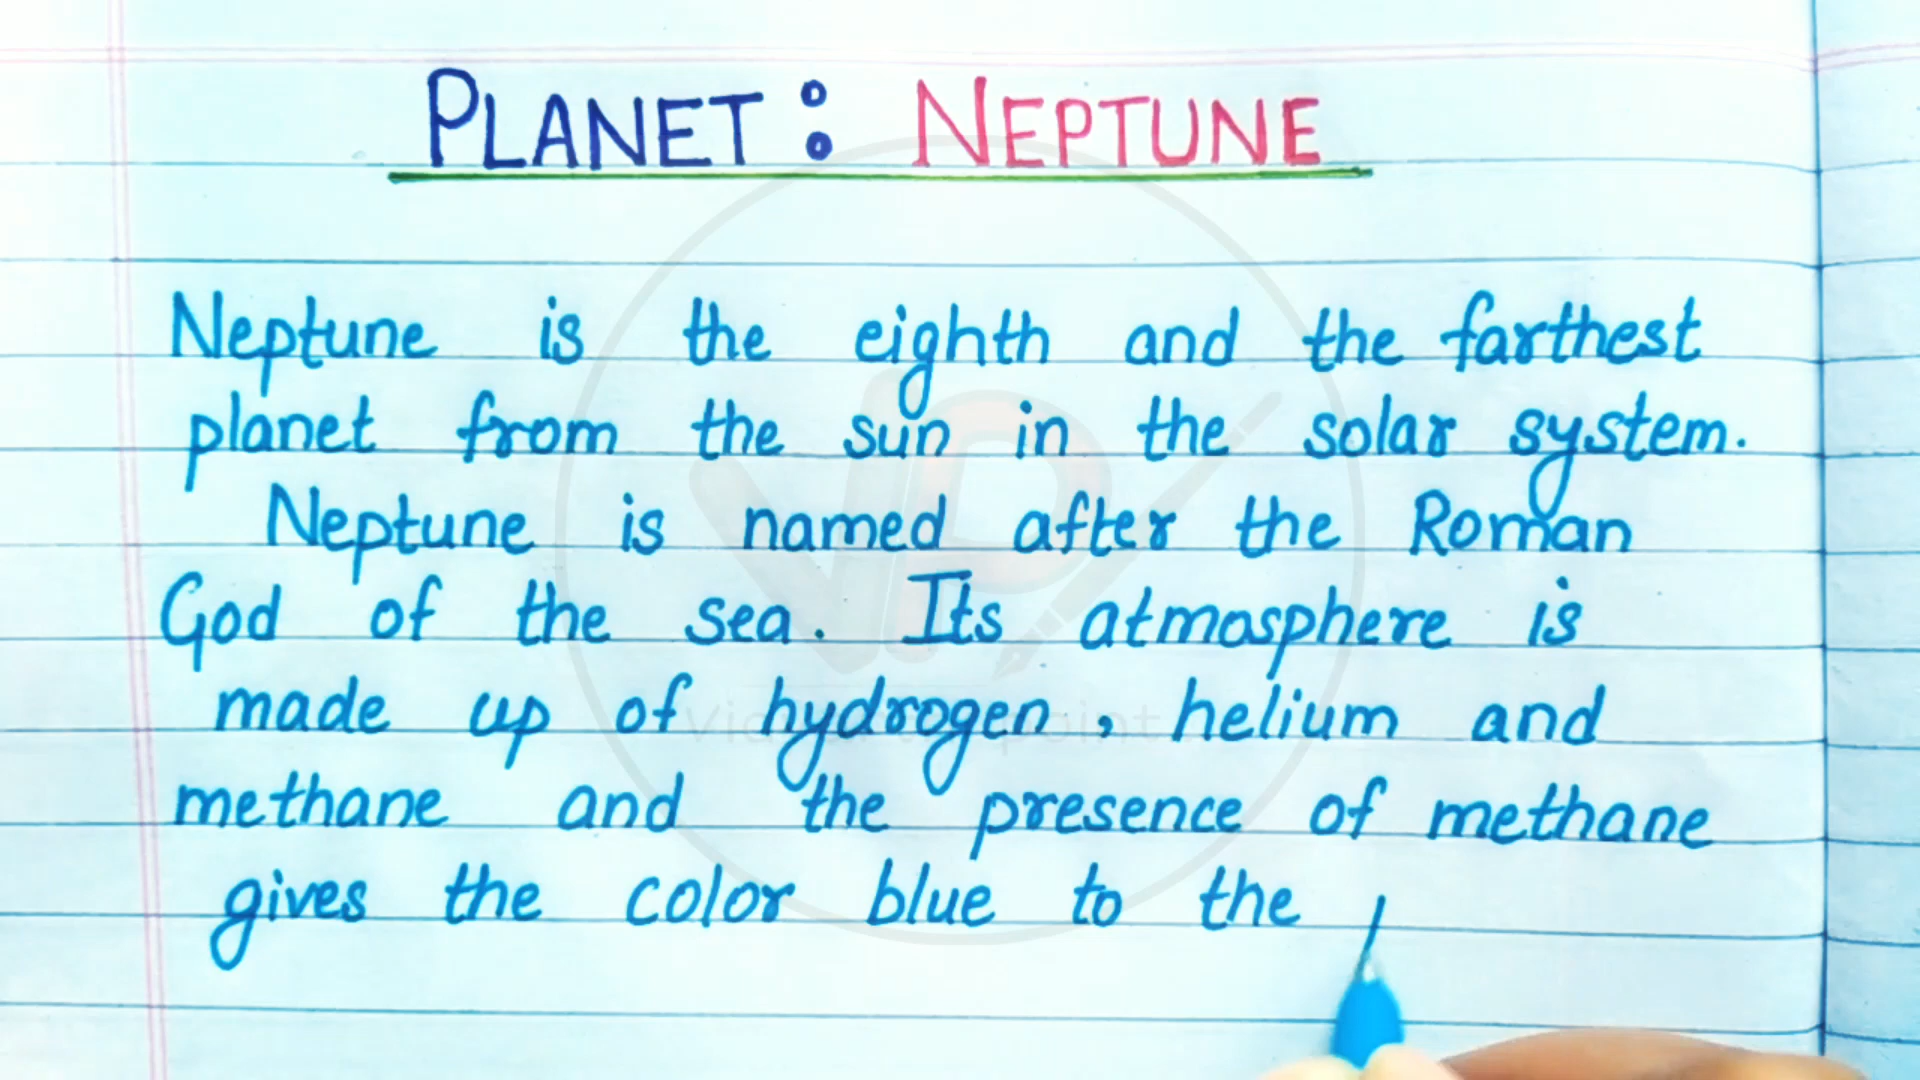 PLANET: NEPTUNE
Neptune is the eighth and the farthest
planet from the sun in the solar system.
Neptune is named after the Roman
God of the sea. Its atmosphere is
made up of hydrogen, helium and
methane and the presence of methane
gives the color blue to the